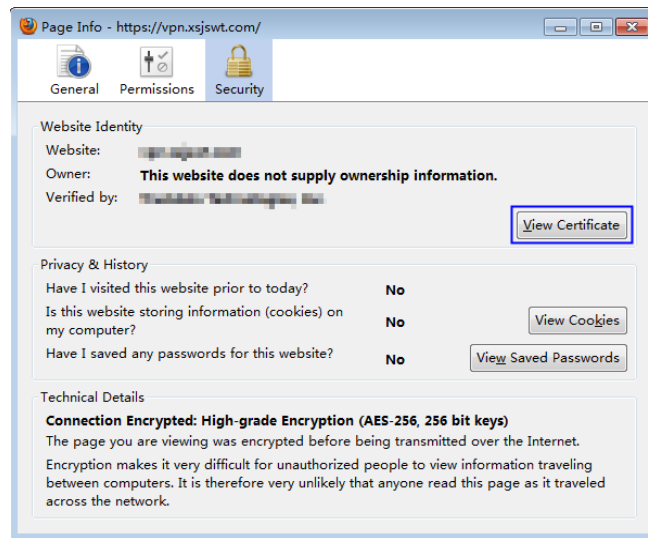 Page Info - https://vpn.xsjswt.com/
General Permissions Security
Website Identity
Website:
Owner: This website does not supply ownership information.
Verified by:
View Certificate
Privacy & History
Have I visited this website prior to today? No
Is this website storing information (cookies) on
my computer?
No
View Cookies
Have I saved any passwords for this website? No View Saved Passwords
Technical Details
Connection Encrypted: High-grade Encryption (AES-256, 256 bit keys)
The page you are viewing was encrypted before being transmitted over the Internet.
Encryption makes it very difficult for unauthorized people to view information traveling
between computers. It is therefore very unlikely that anyone read this page as it traveled
across the network.